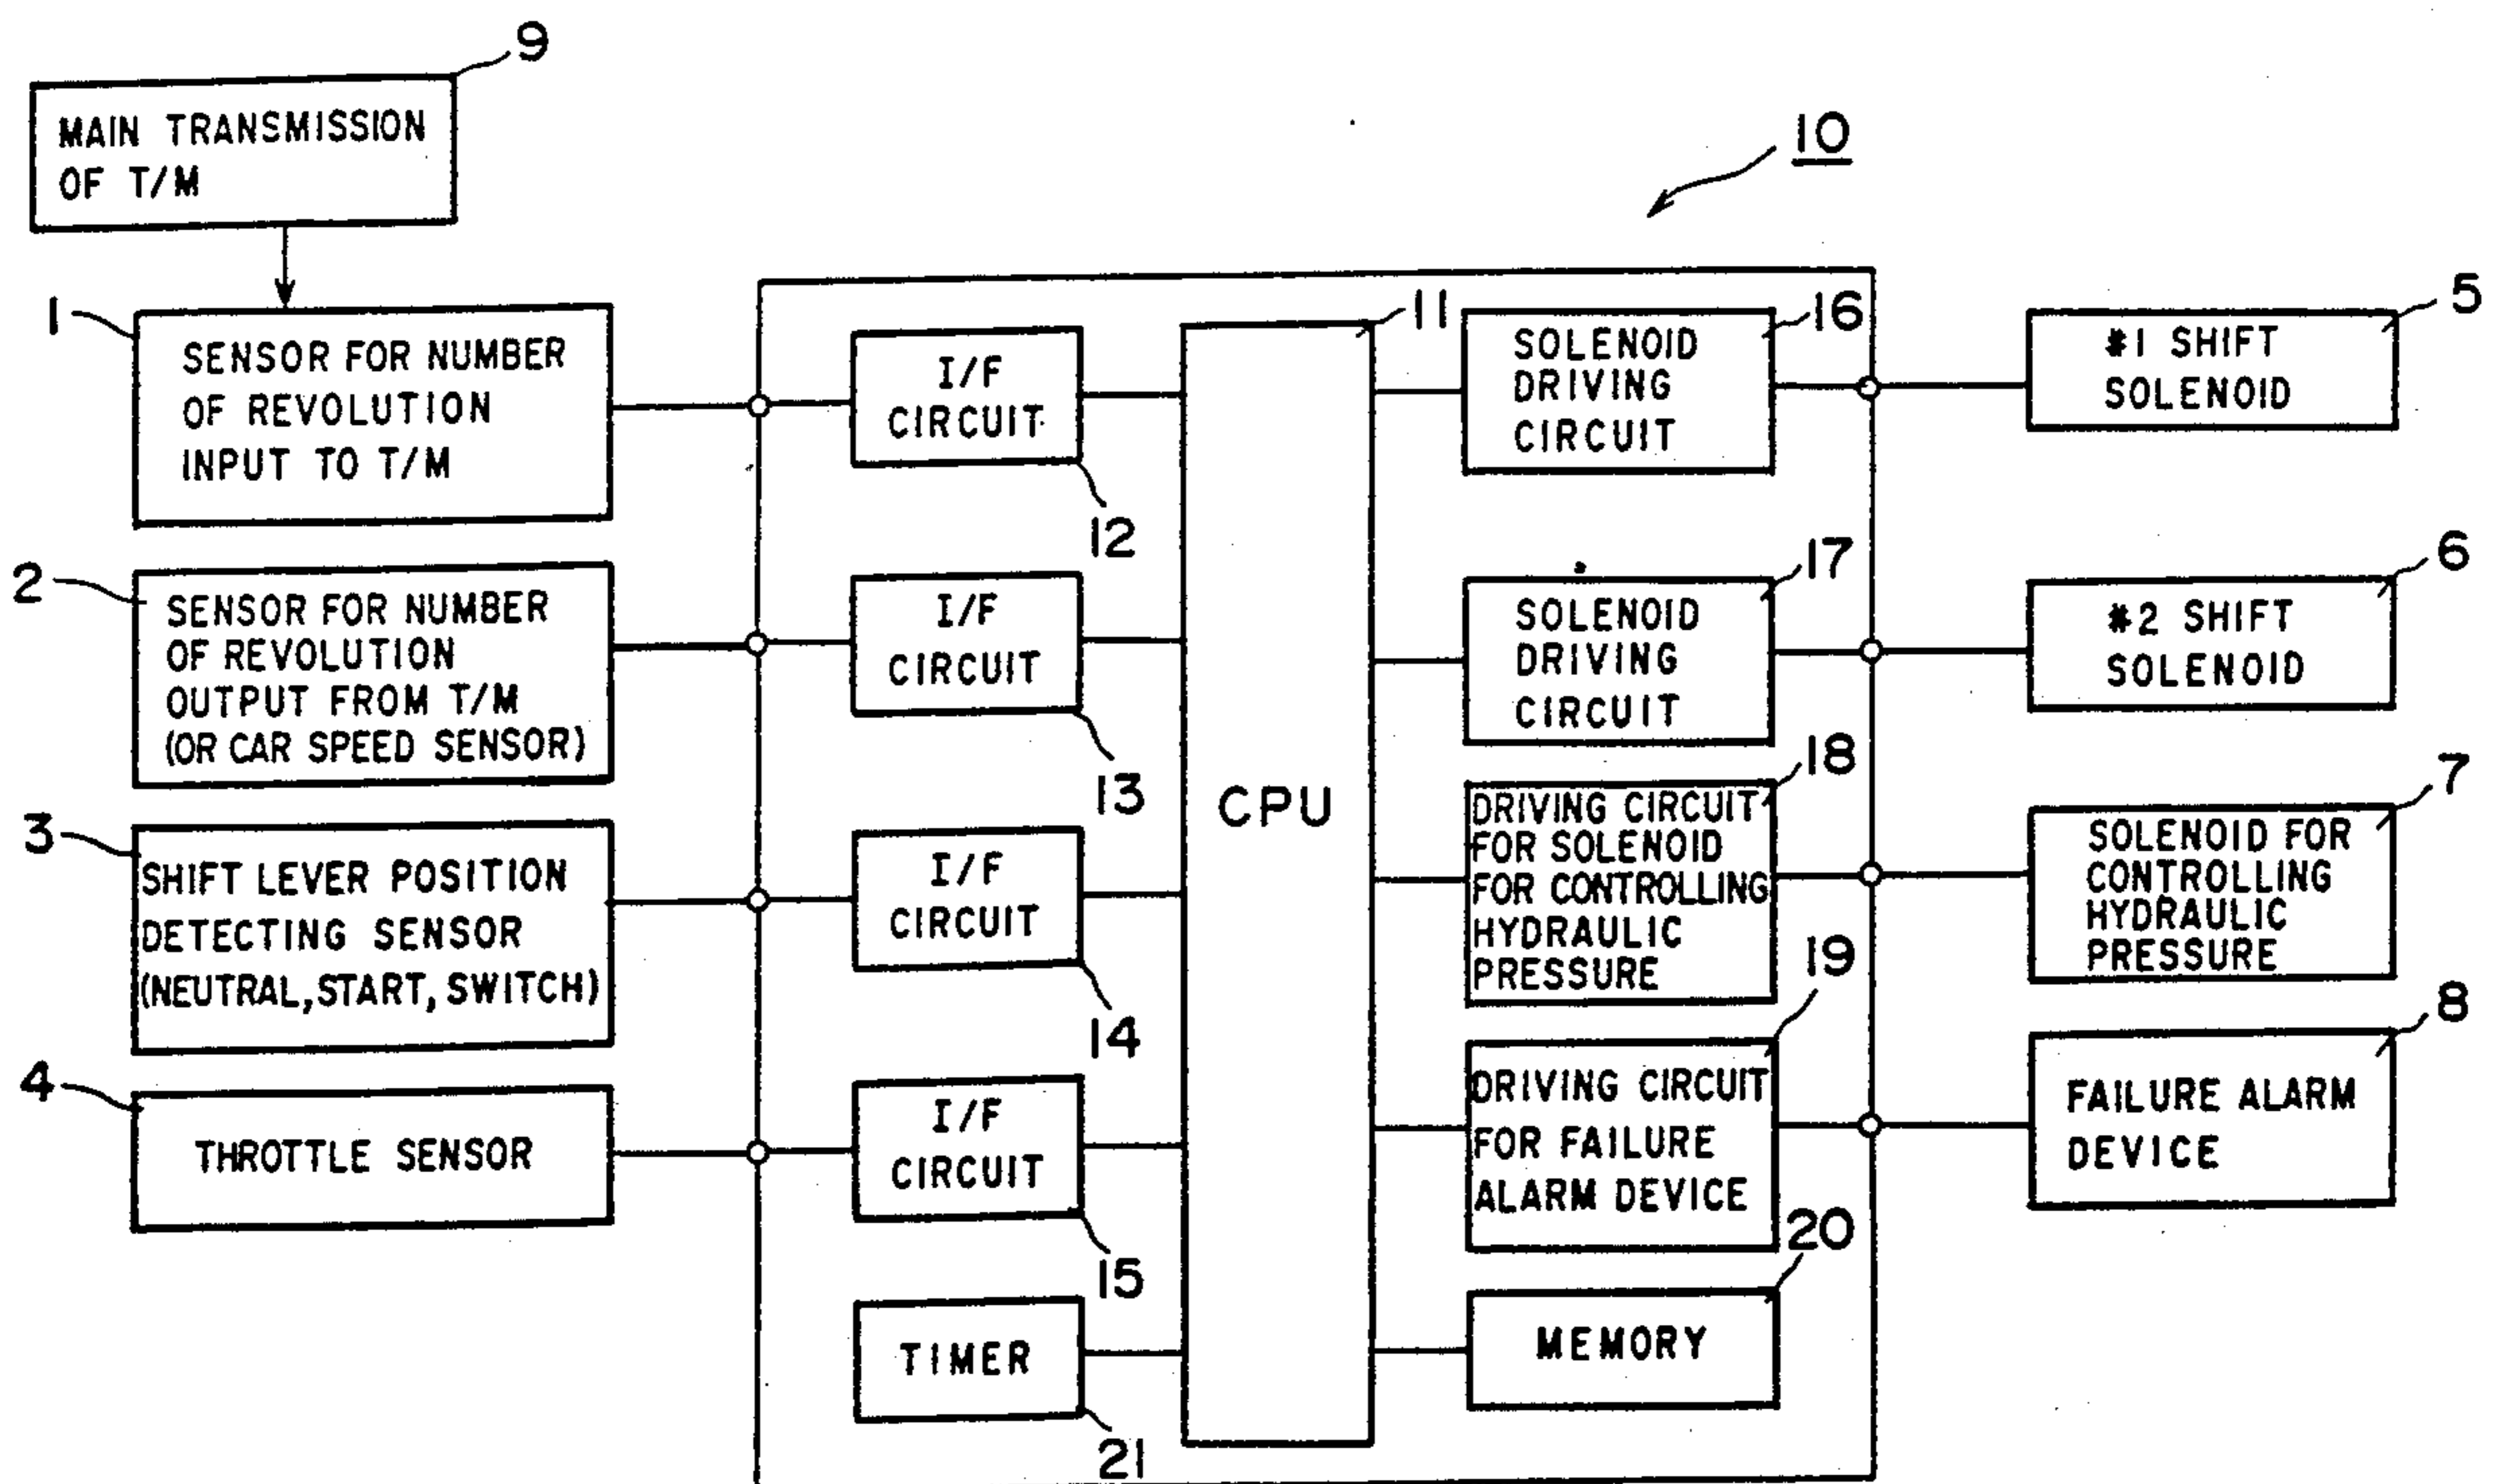 9
MAIN TRANSMISSION
OF T/M
10
1
SENSOR FOR NUMBER
OF REVOLUTION
INPUT TO T/M
I/F
CIRCUIT
12
11
CPU
SOLENOID
DRIVING
CIRCUIT
16
#1 SHIFT
SOLENOID
5
2
SENSOR FOR NUMBER
OF REVOLUTION
OUTPUT FROM T/M
(OR CAR SPEED SENSOR)
I/F
CIRCUIT
13
SOLENOID
DRIVING
CIRCUIT
17
#2 SHIFT
SOLENOID
6
3
SHIFT LEVER POSITION
DETECTING SENSOR
(NEUTRAL, START, SWITCH)
I/F
CIRCUIT
14
DRIVING CIRCUIT
FOR SOLENOID
FOR CONTROLLING
HYDRAULIC
PRESSURE
18
SOLENOID FOR
CONTROLLING
HYDRAULIC
PRESSURE
7
4
THROTTLE SENSOR
I/F
CIRCUIT
15
DRIVING CIRCUIT
FOR FAILURE
ALARM DEVICE
19
FAILURE ALARM
DEVICE
8
TIMER
21
MEMORY
20